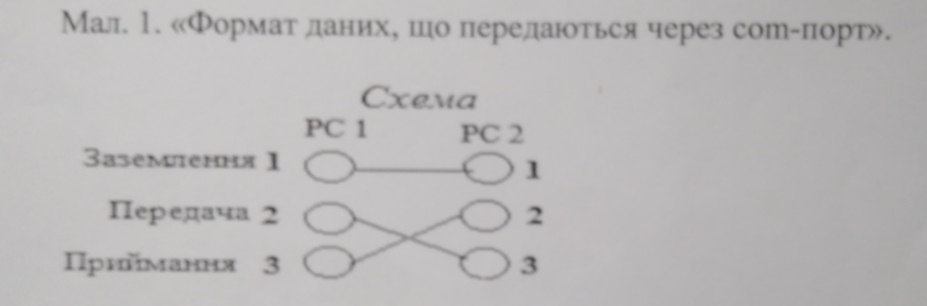 Мал. 1. «Формат даних, що передаються через com-порт».
Схема
PC 1 PC 2
Заземлення 1 1
Передача 2 2
Приймання 3 3